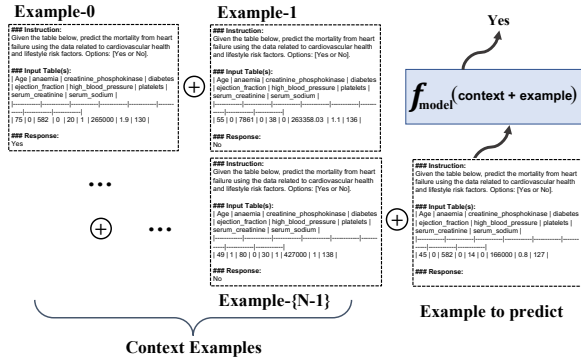 Example-0
### Instruction:
Given the table below, predict the mortality from heart
failure using the data related to cardiovascular health
and lifestyle risk factors. Options: [Yes or No].
### Input Table(s):
| Age | anaemia | creatinine_phosphokinase | diabetes
| ejection_fraction | high_blood_pressure | platelets |
serum_creatinine | serum_sodium |
| 75 | 0 | 582 | 0 | 20 | 1 | 265000 | 1.9 | 130 |
### Response:
Yes
Example-1
### Instruction:
Given the table below, predict the mortality from heart
failure using the data related to cardiovascular health
and lifestyle risk factors. Options: [Yes or No].
### Input Table(s):
| Age | anaemia | creatinine_phosphokinase | diabetes
| ejection_fraction | high_blood_pressure | platelets |
serum_creatinine | serum_sodium |
| 55 | 0 | 7861 | 0 | 38 | 0 | 263358.03 | 1.1 | 136 |
### Response:
No
...
...
### Instruction:
Given the table below, predict the mortality from heart
failure using the data related to cardiovascular health
and lifestyle risk factors. Options: [Yes or No].
### Input Table(s):
| Age | anaemia | creatinine_phosphokinase | diabetes
| ejection_fraction | high_blood_pressure | platelets |
serum_creatinine | serum_sodium |
| 49 | 1 | 80 | 0 | 30 | 1 | 427000 | 1 | 138 |
### Response:
No
Example-{N-1}
Context Examples
Yes
f model(context + example)
### Instruction:
Given the table below, predict the mortality from heart
failure using the data related to cardiovascular health
and lifestyle risk factors. Options: [Yes or No].
### Input Table(s):
| Age | anaemia | creatinine_phosphokinase | diabetes
| ejection_fraction | high_blood_pressure | platelets |
serum_creatinine | serum_sodium |
| 45 | 0 | 582 | 0 | 14 | 0 | 166000 | 0.8 | 127 |
### Response:
Example to predict